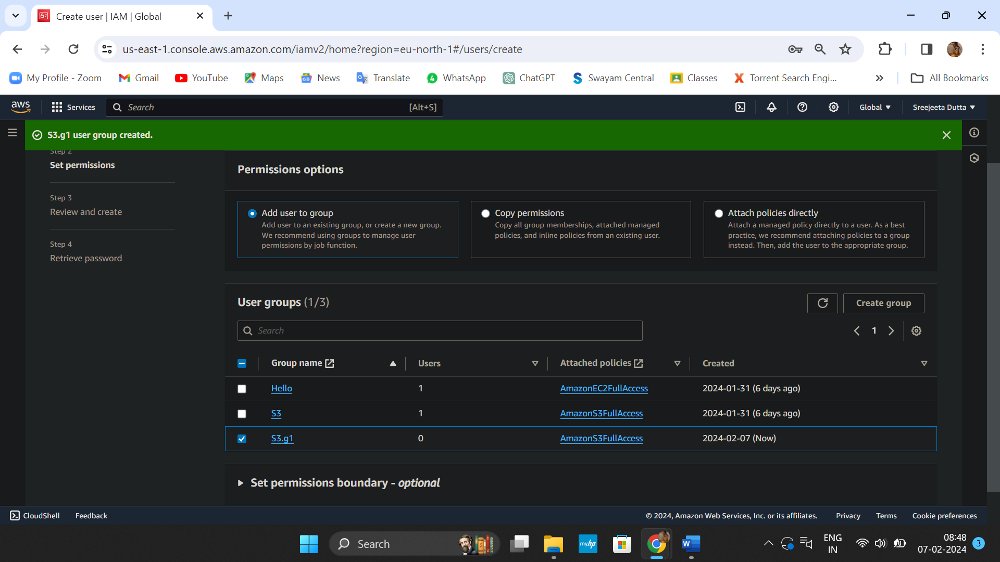 Create user | IAM | Global
us-east-1.console.aws.amazon.com/iamv2/home?region=eu-north-1#/users/create
My Profile - Zoom
Gmail
YouTube
Maps
News
Translate
4
WhatsApp
ChatGPT
Swayam Central
Classes
Torrent Search Engi...
All Bookmarks
aws
Services
Search
[Alt+S]
Global
Sreejeeta Dutta
S3.g1 user group created.
Step 2
Set permissions
Step 3
Review and create
Step 4
Retrieve password
Permissions options
Add user to group
Add user to an existing group, or create a new group.
We recommend using groups to manage user
permissions by job function.
Copy permissions
Copy all group memberships, attached managed
policies, and inline policies from an existing user.
Attach policies directly
Attach a managed policy directly to a user. As a best
practice, we recommend attaching policies to a group
instead. Then, add the user to the appropriate group.
User groups (1/3)
Create group
Search
1
Group name Users Attached policies Created
Hello 1 AmazonEC2FullAccess 2024-01-31 (6 days ago)
S3 1 AmazonS3FullAccess 2024-01-31 (6 days ago)
S3.g1 0 AmazonS3FullAccess 2024-02-07 (Now)
Set permissions boundary - optional
CloudShell
Feedback
© 2024, Amazon Web Services, Inc. or its affiliates.
Privacy
Terms
Cookie preferences
Search
myhp
W
ENG
IN
08:48
07-02-2024
3